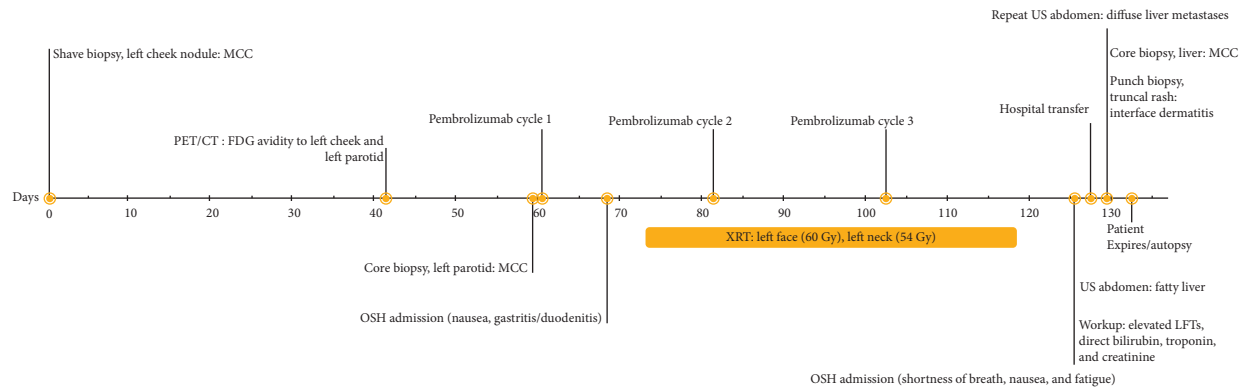 Repeat US abdomen: diffuse liver metastases
Shave biopsy, left cheek nodule: MCC
Core biopsy, liver: MCC
Punch biopsy,
truncal rash:
interface dermatitis
Hospital transfer
Pembrolizumab cycle 1
Pembrolizumab cycle 2
Pembrolizumab cycle 3
PET/CT : FDG avidity to left cheek and
left parotid
Days
0 10 20 30 40 50 60 70 80 90 100 110 120 130
Patient
Expires/autopsy
XRT: left face (60 Gy), left neck (54 Gy)
Core biopsy, left parotid: MCC
US abdomen: fatty liver
OSH admission (nausea, gastritis/duodenitis)
Workup: elevated LFTs,
direct bilirubin, troponin,
and creatinine
OSH admission (shortness of breath, nausea, and fatigue)